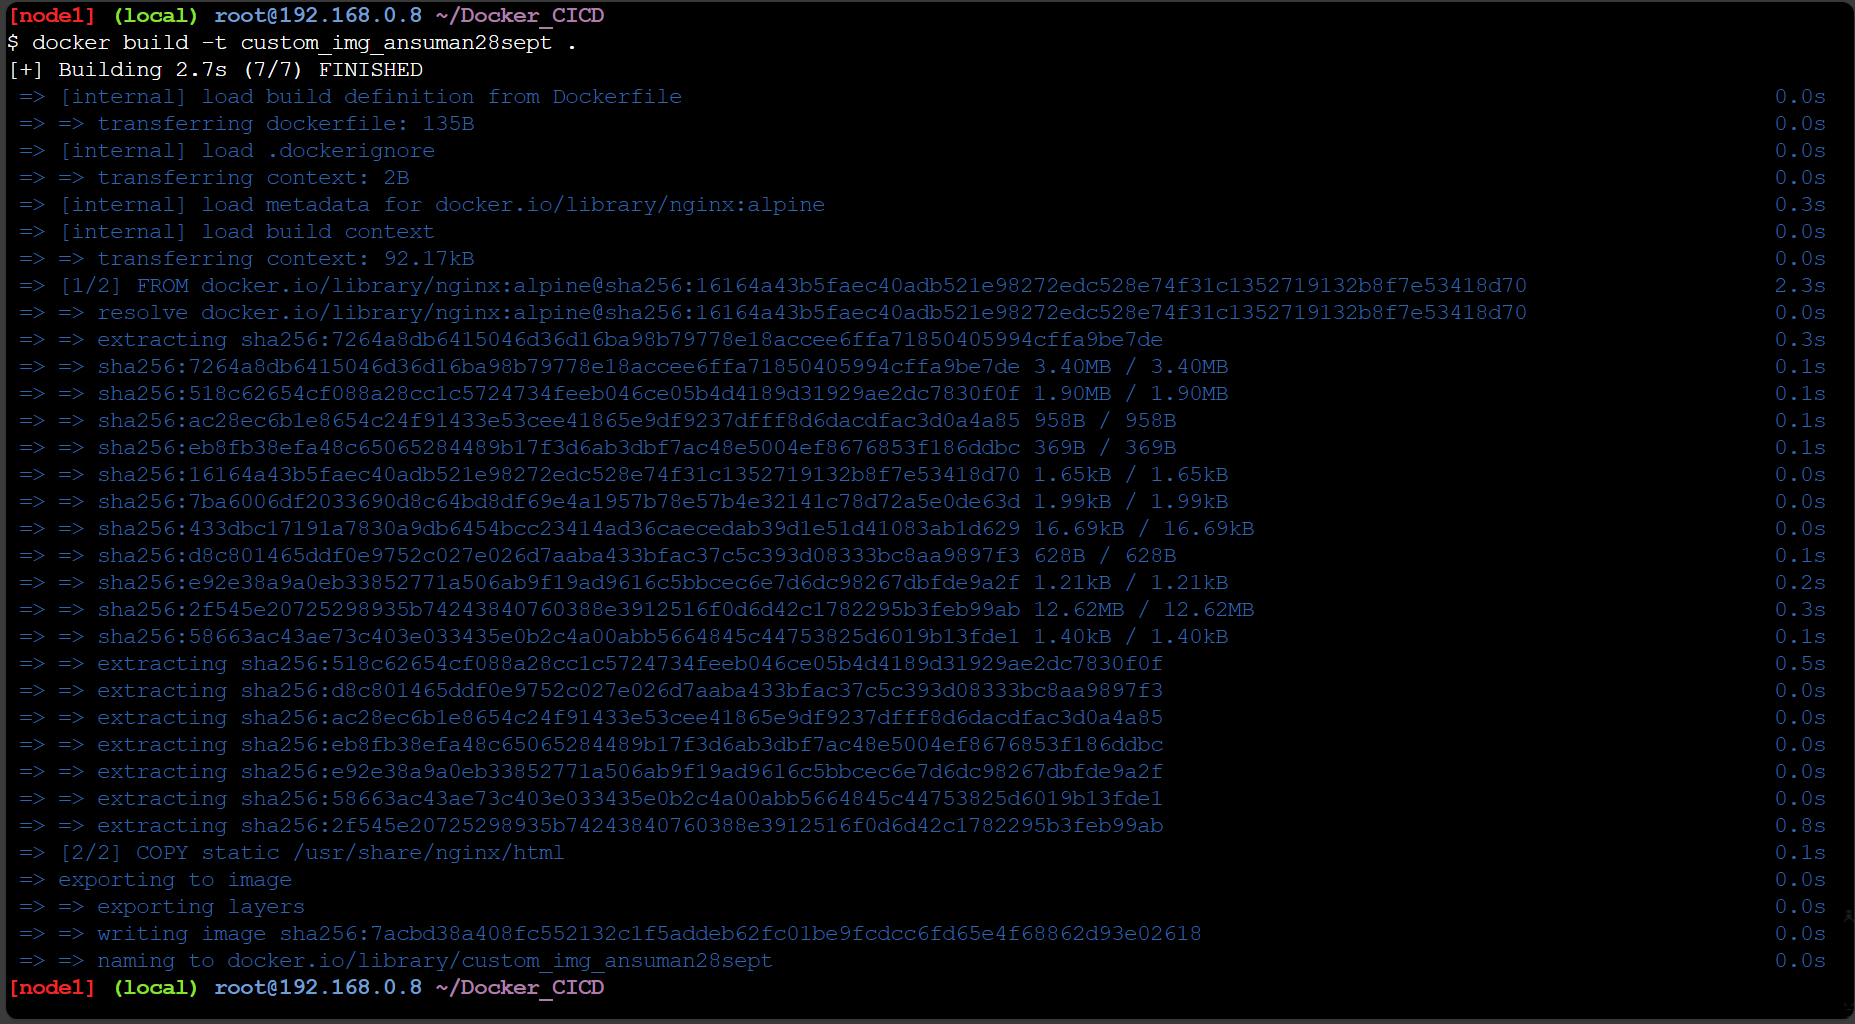 [node1] (local) root@192.168.0.8 ~/Docker_CICD
$ docker build -t custom_img_ansuman28sept .
[+] Building 2.7s (7/7) FINISHED
=> [internal] load build definition from Dockerfile 0.0s
=> => transferring dockerfile: 135B 0.0s
=> [internal] load .dockerignore 0.0s
=> => transferring context: 2B 0.0s
=> [internal] load metadata for docker.io/library/nginx:alpine 0.3s
=> [internal] load build context 0.0s
=> => transferring context: 92.17kB 0.0s
=> [1/2] FROM docker.io/library/nginx:alpine@sha256:16164a43b5faec40adb521e98272edc528e74f31c1352719132b8f7e53418d70 2.3s
=> => resolve docker.io/library/nginx:alpine@sha256:16164a43b5faec40adb521e98272edc528e74f31c1352719132b8f7e53418d70 0.0s
=> => extracting sha256:7264a8db6415046d36d16ba98b79778e18accee6ffa71850405994cffa9be7de 0.3s
=> => sha256:7264a8db6415046d36d16ba98b79778e18accee6ffa71850405994cffa9be7de 3.40MB / 3.40MB 0.1s
=> => sha256:518c62654cf088a28cc1c5724734feeb046ce05b4d4189d31929ae2dc7830f0f 1.90MB / 1.90MB 0.1s
=> => sha256:ac28ec6b1e8654c24f91433e53cee41865e9df9237dfff8d6dacdfac3d0a4a85 958B / 958B 0.1s
=> => sha256:eb8fb38efa48c65065284489b17f3d6ab3dbf7ac48e5004ef8676853f186ddbc 369B / 369B 0.1s
=> => sha256:16164a43b5faec40adb521e98272edc528e74f31c1352719132b8f7e53418d70 1.65kB / 1.65kB 0.0s
=> => sha256:7ba6006df2033690d8c64bd8df69e4a1957b78e57b4e32141c78d72a5e0de63d 1.99kB / 1.99kB 0.0s
=> => sha256:433dbc17191a7830a9db6454bcc23414ad36caecedab39d1e51d41083ab1d629 16.69kB / 16.69kB 0.0s
=> => sha256:d8c801465ddf0e9752c027e026d7aaba433bfac37c5c393d08333bc8aa9897f3 628B / 628B 0.1s
=> => sha256:e92e38a9a0eb33852771a506ab9f19ad9616c5bbcec6e7d6dc98267dbfde9a2f 1.21kB / 1.21kB 0.2s
=> => sha256:2f545e20725298935b74243840760388e3912516f0d6d42c1782295b3feb99ab 12.62MB / 12.62MB 0.3s
=> => sha256:58663ac43ae73c403e033435e0b2c4a00abb5664845c44753825d6019b13fde1 1.40kB / 1.40kB 0.1s
=> => extracting sha256:518c62654cf088a28cc1c5724734feeb046ce05b4d4189d31929ae2dc7830f0f 0.5s
=> => extracting sha256:d8c801465ddf0e9752c027e026d7aaba433bfac37c5c393d08333bc8aa9897f3 0.0s
=> => extracting sha256:ac28ec6b1e8654c24f91433e53cee41865e9df9237dfff8d6dacdfac3d0a4a85 0.0s
=> => extracting sha256:eb8fb38efa48c65065284489b17f3d6ab3dbf7ac48e5004ef8676853f186ddbc 0.0s
=> => extracting sha256:e92e38a9a0eb33852771a506ab9f19ad9616c5bbcec6e7d6dc98267dbfde9a2f 0.0s
=> => extracting sha256:58663ac43ae73c403e033435e0b2c4a00abb5664845c44753825d6019b13fde1 0.0s
=> => extracting sha256:2f545e20725298935b74243840760388e3912516f0d6d42c1782295b3feb99ab 0.8s
=> [2/2] COPY static /usr/share/nginx/html 0.1s
=> exporting to image 0.0s
=> => exporting layers 0.0s
=> => writing image sha256:7acbd38a408fc552132c1f5addeb62fc01be9fcdcc6fd65e4f68862d93e02618 0.0s
=> => naming to docker.io/library/custom_img_ansuman28sept 0.0s
[node1] (local) root@192.168.0.8 ~/Docker_CICD